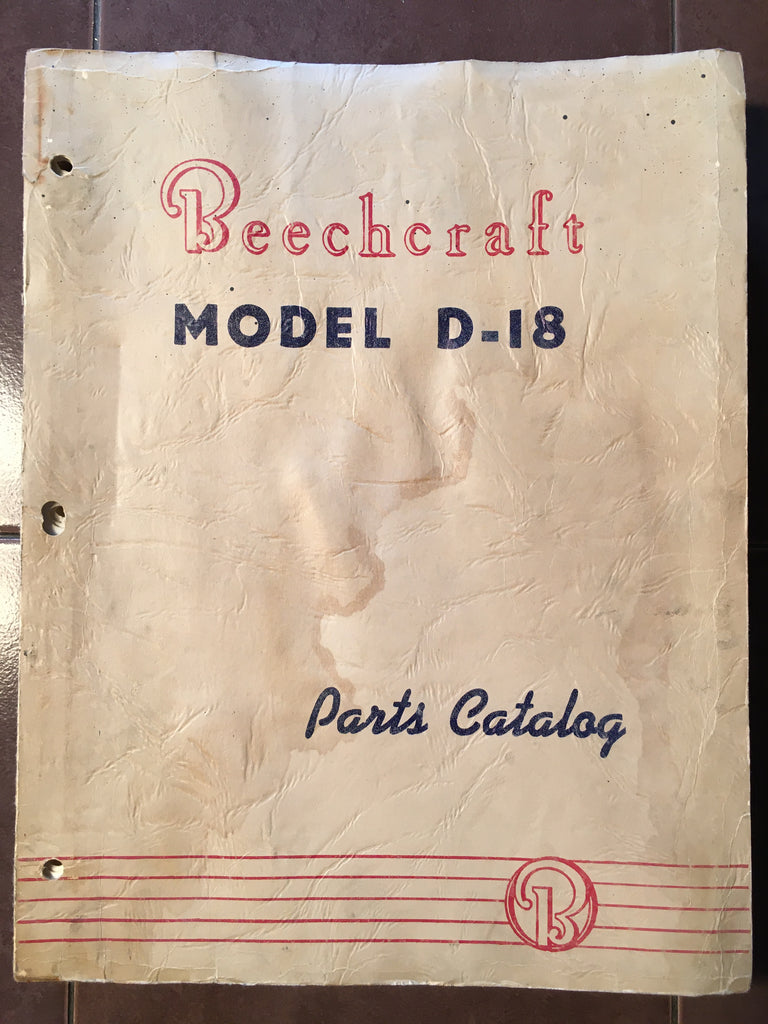 Beechcraft
MODEL D-18
Parts Catalog
B